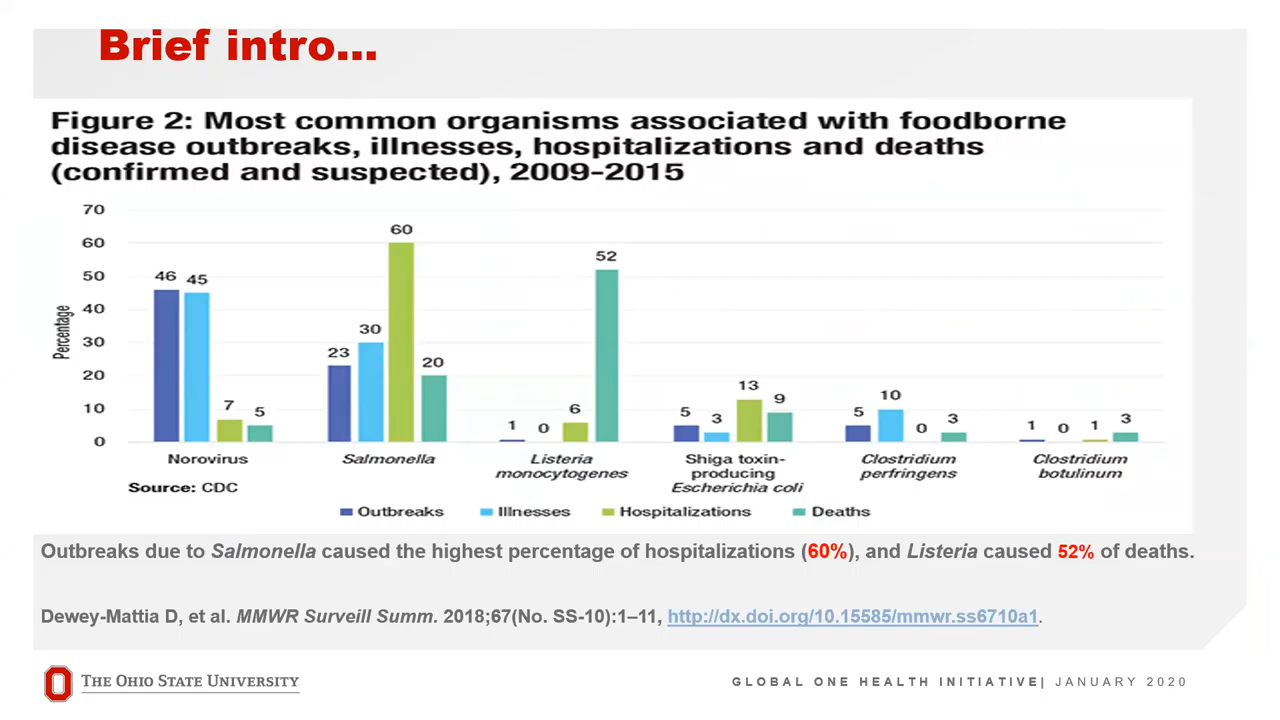 Brief intro...
Figure 2: Most common organisms associated with foodborne
disease outbreaks, illnesses, hospitalizations and deaths
(confirmed and suspected), 2009-2015
Percentage
70
60
50
40
30
20
10
0
46 45 7 5
23 30 60 20
1 0 6 52
5 3 13 9
5 10 0 3
1 0 1 3
Norovirus
Salmonella
Listeria
monocytogenes
Shiga toxin-
producing
Escherichia coli
Clostridium
perfringens
Clostridium
botulinum
Source: CDC
Outbreaks Illnesses Hospitalizations Deaths
Outbreaks due to Salmonella caused the highest percentage of hospitalizations (60%), and Listeria caused 52% of deaths.
Dewey-Mattia D, et al. MMWR Surveill Summ. 2018;67(No. SS-10):1–11, http://dx.doi.org/10.15585/mmwr.ss6710a1.
THE OHIO STATE UNIVERSITY
GLOBAL ONE HEALTH INITIATIVE| JANUARY 2020